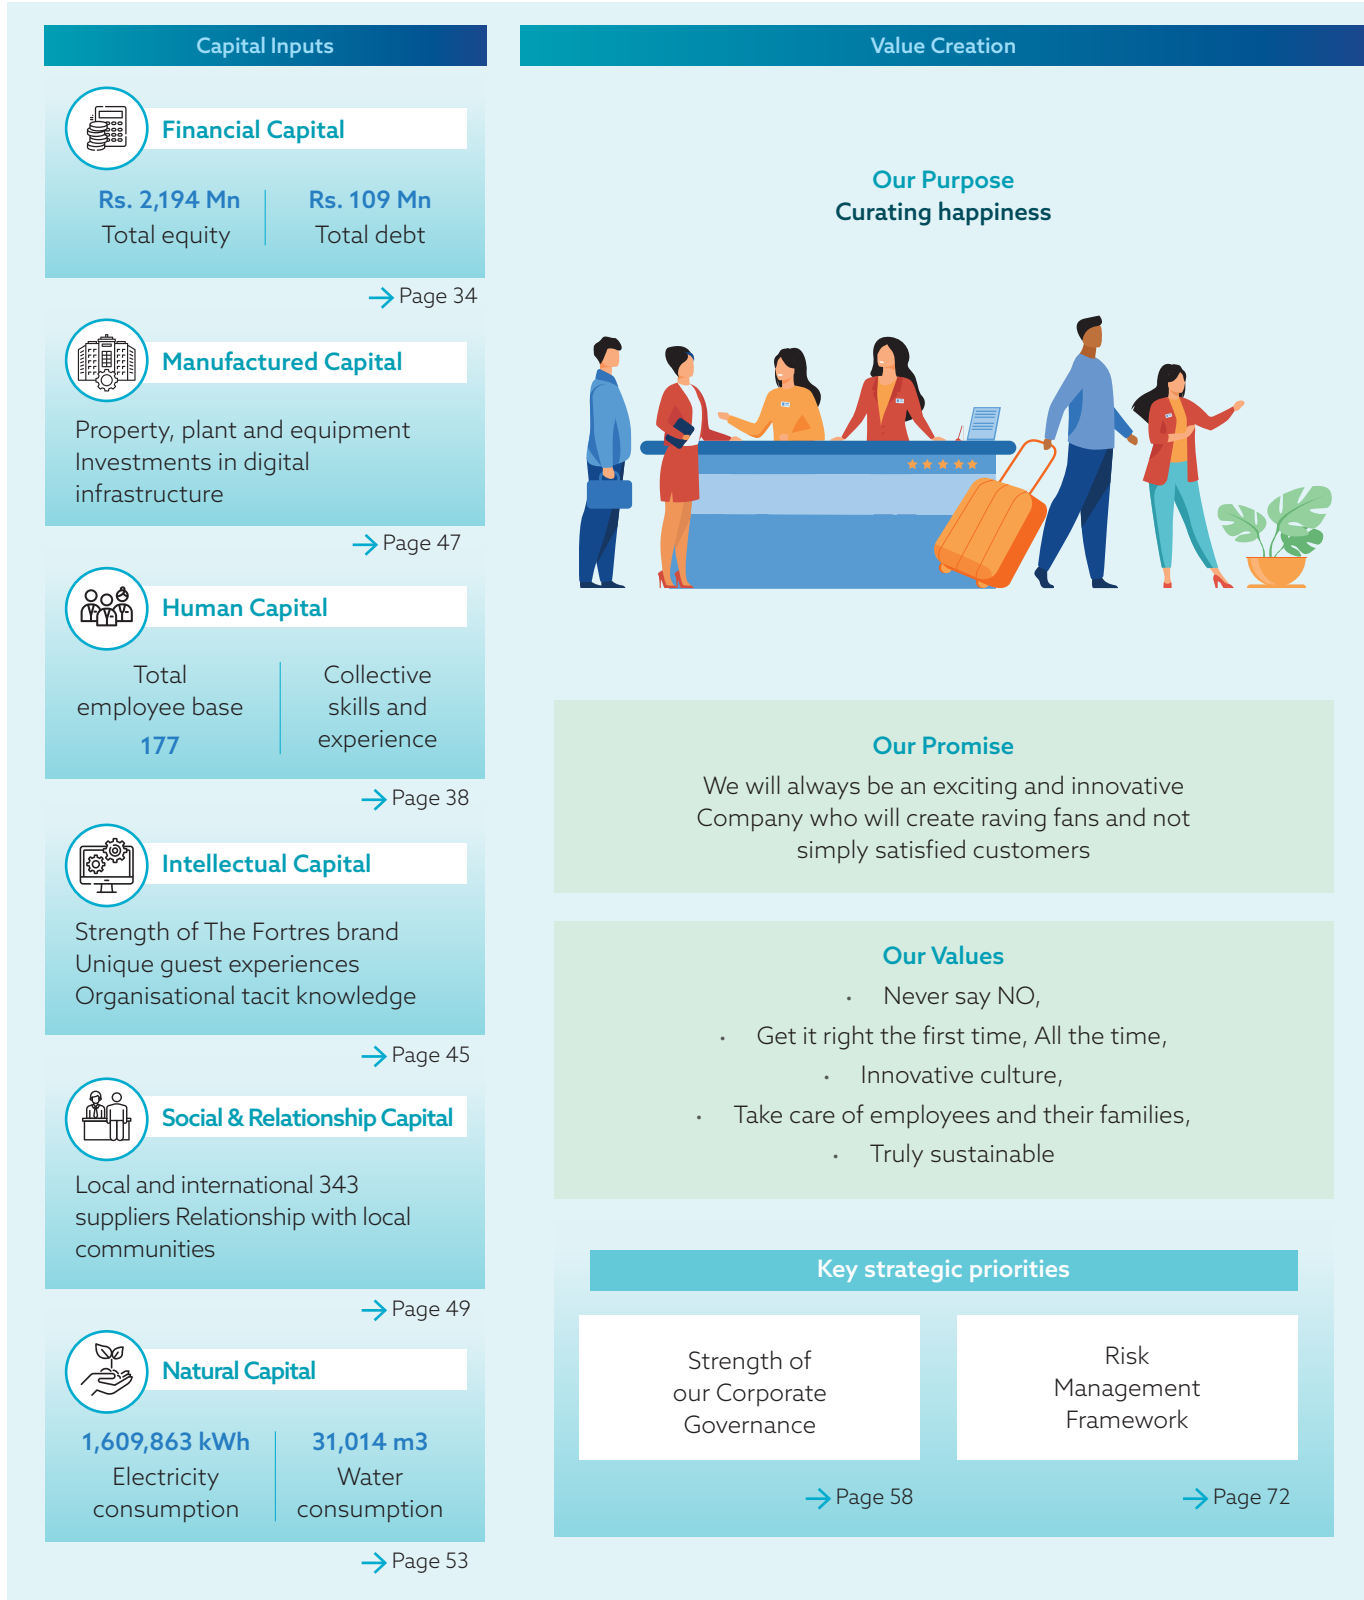 Capital Inputs
Financial Capital
Rs. 2,194 Mn
Total equity
Rs. 109 Mn
Total debt
Page 34
Manufactured Capital
Property, plant and equipment
Investments in digital
infrastructure
Page 47
Human Capital
Total
employee base
177
Collective
skills and
experience
Page 38
Intellectual Capital
Strength of The Fortres brand
Unique guest experiences
Organisational tacit knowledge
Page 45
Social & Relationship Capital
Local and international 343
suppliers Relationship with local
communities
Page 49
Natural Capital
1,609,863 kWh
Electricity
consumption
31,014 m3
Water
consumption
Page 53
Value Creation
Our Purpose
Curating happiness
Our Promise
We will always be an exciting and innovative
Company who will create raving fans and not
simply satisfied customers
Our Values
• Never say NO,
• Get it right the first time, All the time,
• Innovative culture,
• Take care of employees and their families,
• Truly sustainable
Key strategic priorities
Strength of
our Corporate
Governance
Page 58
Risk
Management
Framework
Page 72